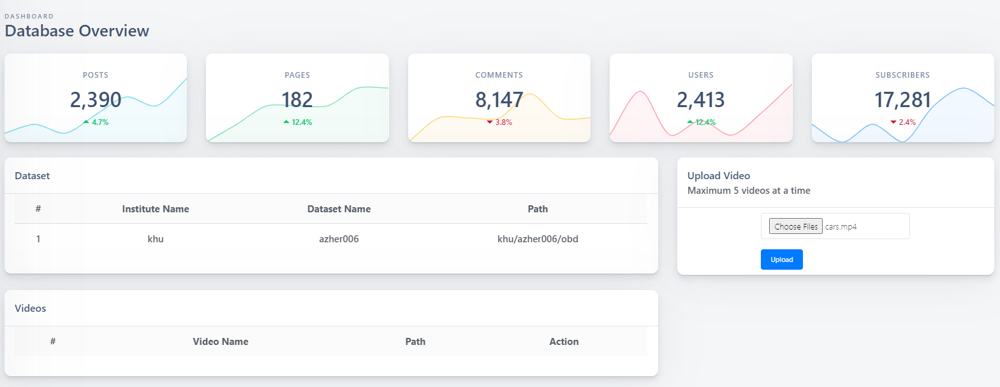 DASHBOARD
Database Overview
POSTS
2,390
4.7%
PAGES
182
12.4%
COMMENTS
8,147
3.8%
USERS
2,413
12.4%
SUBSCRIBERS
17,281
2.4%
Dataset
# Institute Name Dataset Name Path
1 khu azher006 khu/azher006/obd
Upload Video
Maximum 5 videos at a time
Choose Files cars.mp4
Upload
Videos
# Video Name Path Action